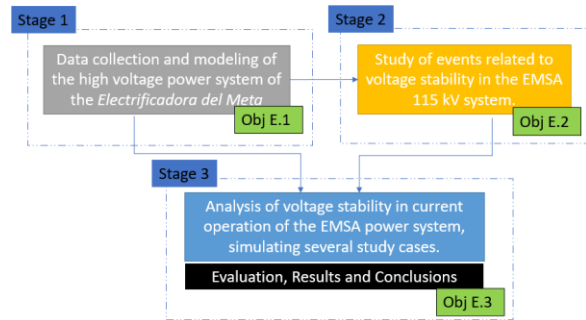 Stage 1
Data collection and modeling
of the high voltage power system of
the Electrificadora del Meta
Obj E.1
Stage 2
Study of events related to
voltage stability in the EMSA
115 kV system.
Obj E.2
Stage 3
Analysis of voltage stability in current
operation of the EMSA power system,
simulating several study cases.
Evaluation, Results and Conclusions
Obj E.3